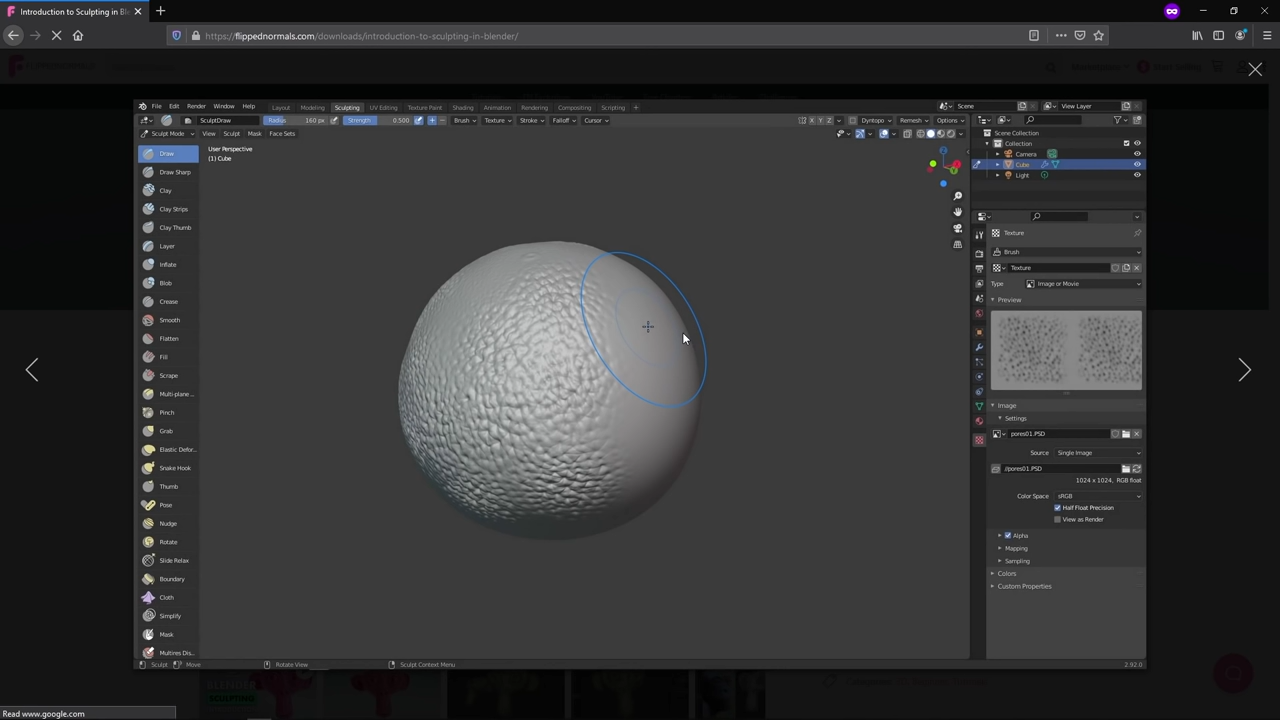 Introduction to Sculpting in Ble
https://flippednormals.com/downloads/introduction-to-sculpting-in-blender/
File Edit Render Window Help Layout Modeling Sculpting UV Editing Texture Paint Shading Animation Rendering Compositing Scripting Scene View Layer
SculptDraw Radius 160 px Strength 0.500 Brush Texture Stroke Falloff Cursor X Y Z Dyntopo Remesh Options
Sculpt Mode View Sculpt Mask Face Sets
Scene Collection
Collection
Camera
Cube
Light
User Perspective
(1) Cube
Draw
Draw Sharp
Clay
Clay Strips
Clay Thumb
Layer
Inflate
Blob
Crease
Smooth
Flatten
Fill
Scrape
Multi-plane ...
Pinch
Grab
Elastic Defor...
Snake Hook
Thumb
Pose
Nudge
Rotate
Slide Relax
Boundary
Cloth
Simplify
Mask
Multires Dis...
Texture
Brush
Texture
Type Image or Movie
Preview
Image
Settings
pores01.PSD
Source Single Image
//pores01.PSD
1024 x 1024, RGB float
Color Space sRGB
Half Float Precision
View as Render
Alpha
Mapping
Sampling
Colors
Custom Properties
Sculpt Move Rotate View Sculpt Context Menu 2.92.0
SCULPTING
Read www.google.com